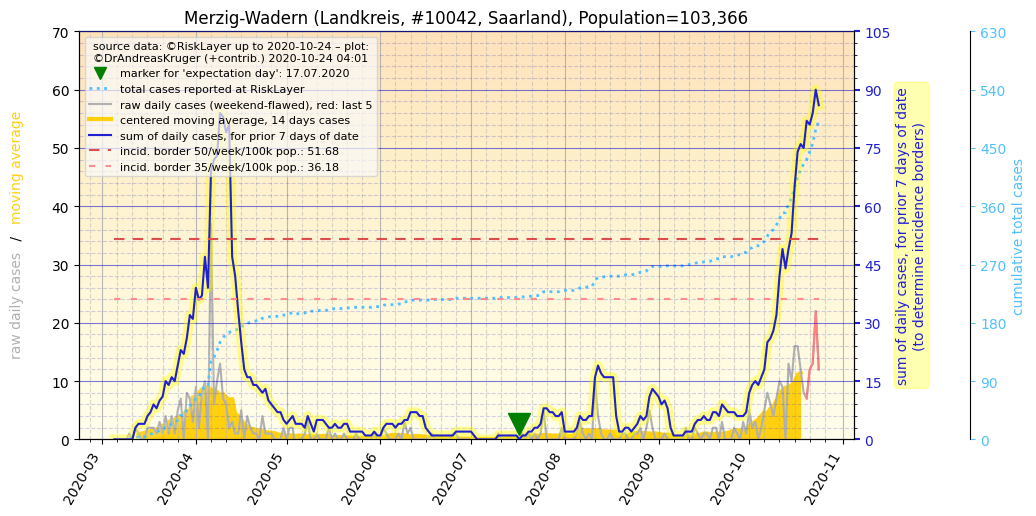 Merzig-Wadern (Landkreis, #10042, Saarland), Population=103,366
source data: ©RiskLayer up to 2020-10-24 – plot:
©DrAndreasKruger (+contrib.) 2020-10-24 04:01
marker for 'expectation day': 17.07.2020
total cases reported at RiskLayer
raw daily cases (weekend-flawed), red: last 5
centered moving average, 14 days cases
sum of daily cases, for prior 7 days of date
incid. border 50/week/100k pop.: 51.68
incid. border 35/week/100k pop.: 36.18
raw daily cases / moving average
70
60
50
40
30
20
10
0
2020-03
2020-04
2020-05
2020-06
2020-07
2020-08
2020-09
2020-10
2020-11
105
90
75
60
45
30
15
0
sum of daily cases, for prior 7 days of date
(to determine incidence borders)
630
540
450
360
270
180
90
0
cumulative total cases